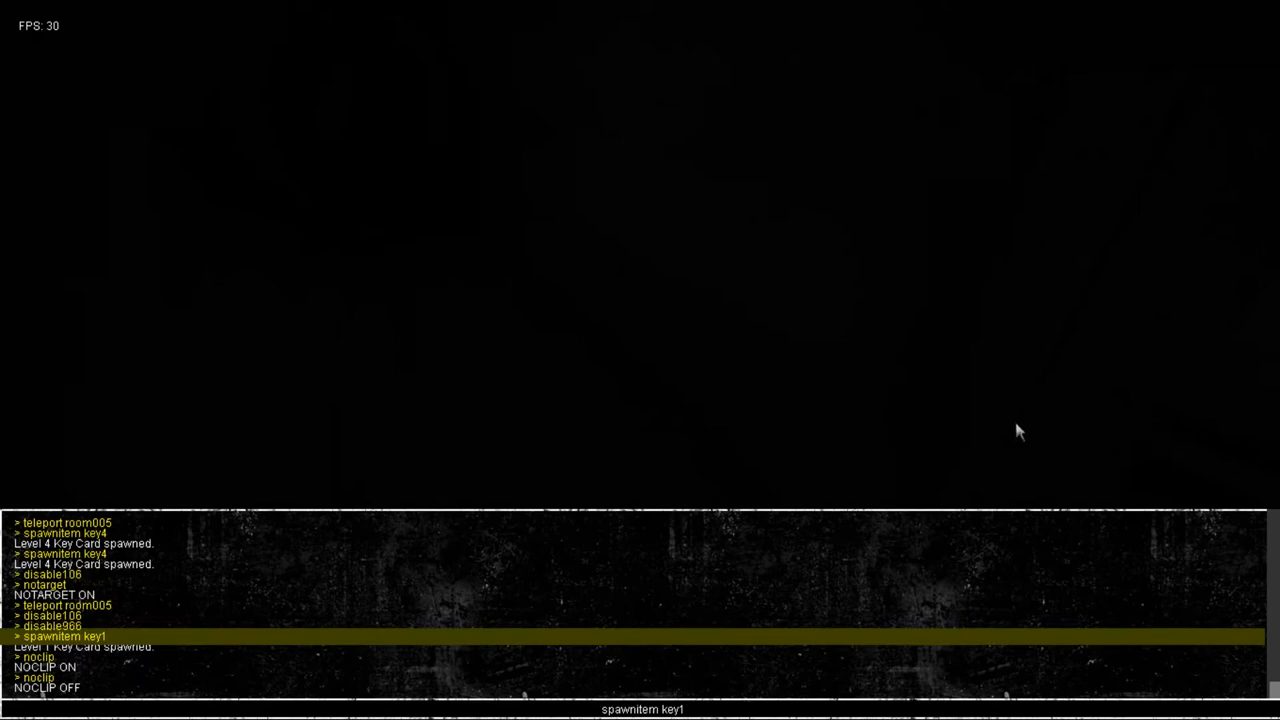 FPS: 30
> teleport room005
> spawnitem key4
Level 4 Key Card spawned.
> spawnitem key4
Level 4 Key Card spawned.
> disable106
> notarget
NOTARGET ON
> teleport room005
> disable106
> disable966
> spawnitem key1
Level 1 Key Card spawned.
> noclip
NOCLIP ON
> noclip
NOCLIP OFF
spawnitem key1